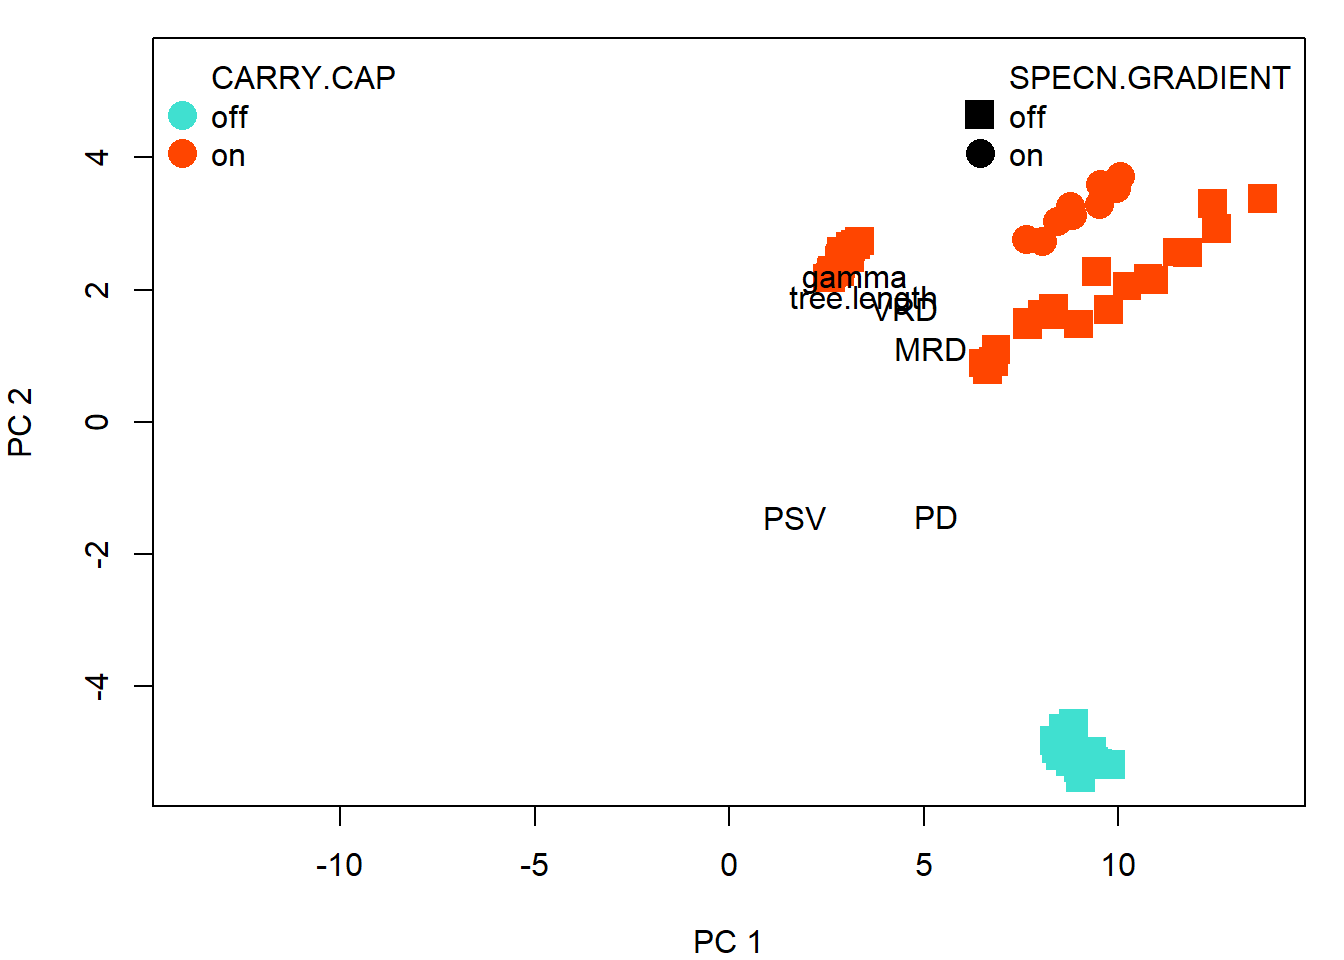 CARRY.CAP
off
on
SPECN.GRADIENT
off
on
4
2
0
-2
-4
PC 2
gamma
tree.length
VRD
MRD
PSV
PD
-10
-5
0
5
10
PC 1